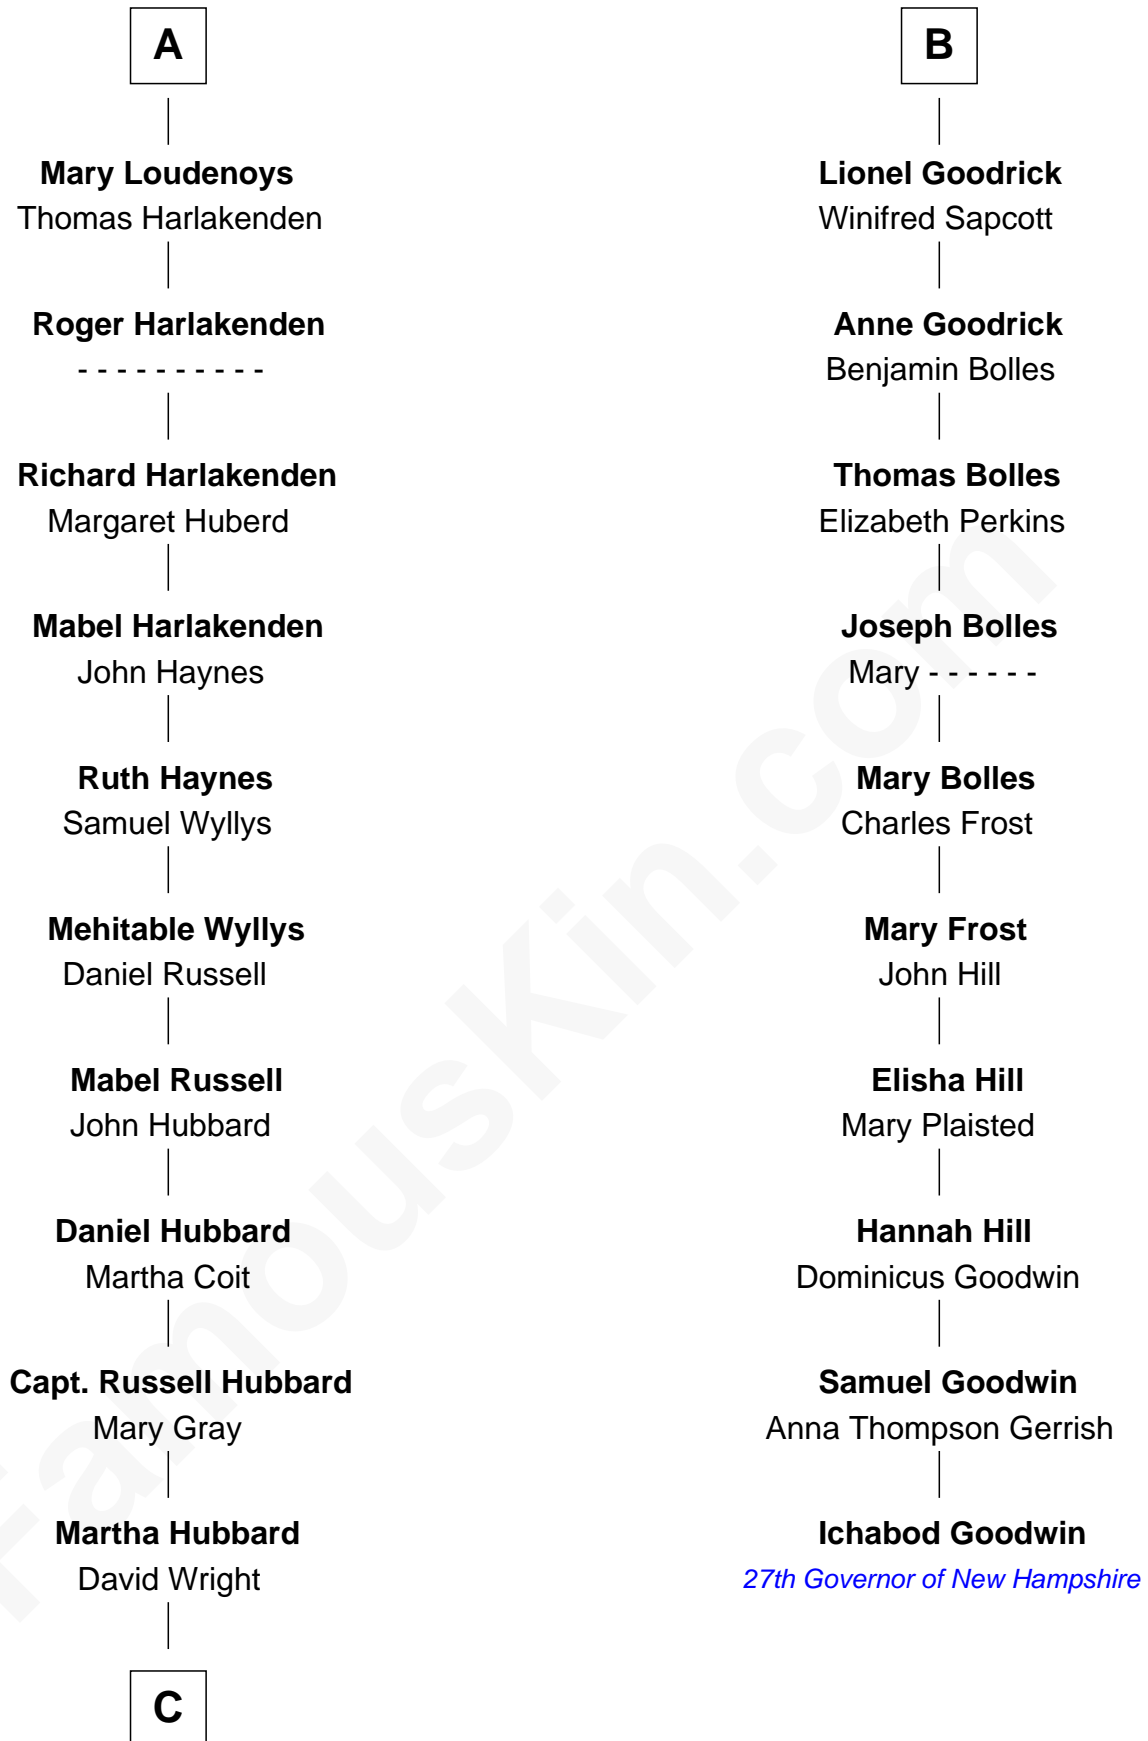 A
Mary Loudenoys
Thomas Harlakenden
Roger Harlakenden
- - - - - - - - - -
Richard Harlakenden
Margaret Huberd
Mabel Harlakenden
John Haynes
Ruth Haynes
Samuel Wyllys
Mehitable Wyllys
Daniel Russell
Mabel Russell
John Hubbard
Daniel Hubbard
Martha Coit
Capt. Russell Hubbard
Mary Gray
Martha Hubbard
David Wright
C
B
Lionel Goodrick
Winifred Sapcott
Anne Goodrick
Benjamin Bolles
Thomas Bolles
Elizabeth Perkins
Joseph Bolles
Mary - - - - - -
Mary Bolles
Charles Frost
Mary Frost
John Hill
Elisha Hill
Mary Plaisted
Hannah Hill
Dominicus Goodwin
Samuel Goodwin
Anna Thompson Gerrish
Ichabod Goodwin
27th Governor of New Hampshire
FamousKin.com